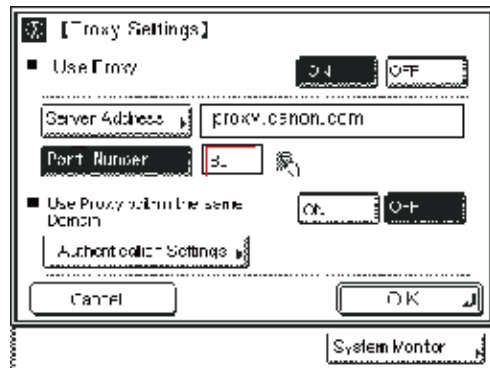 [Proxy Settings]
■ Use Proxy ON OFF
Server Address proxy.canon.com
Port Number
■ Use Proxy within the same ON OFF
Domain
Authentication Settings
Cancel OK
System Monitor